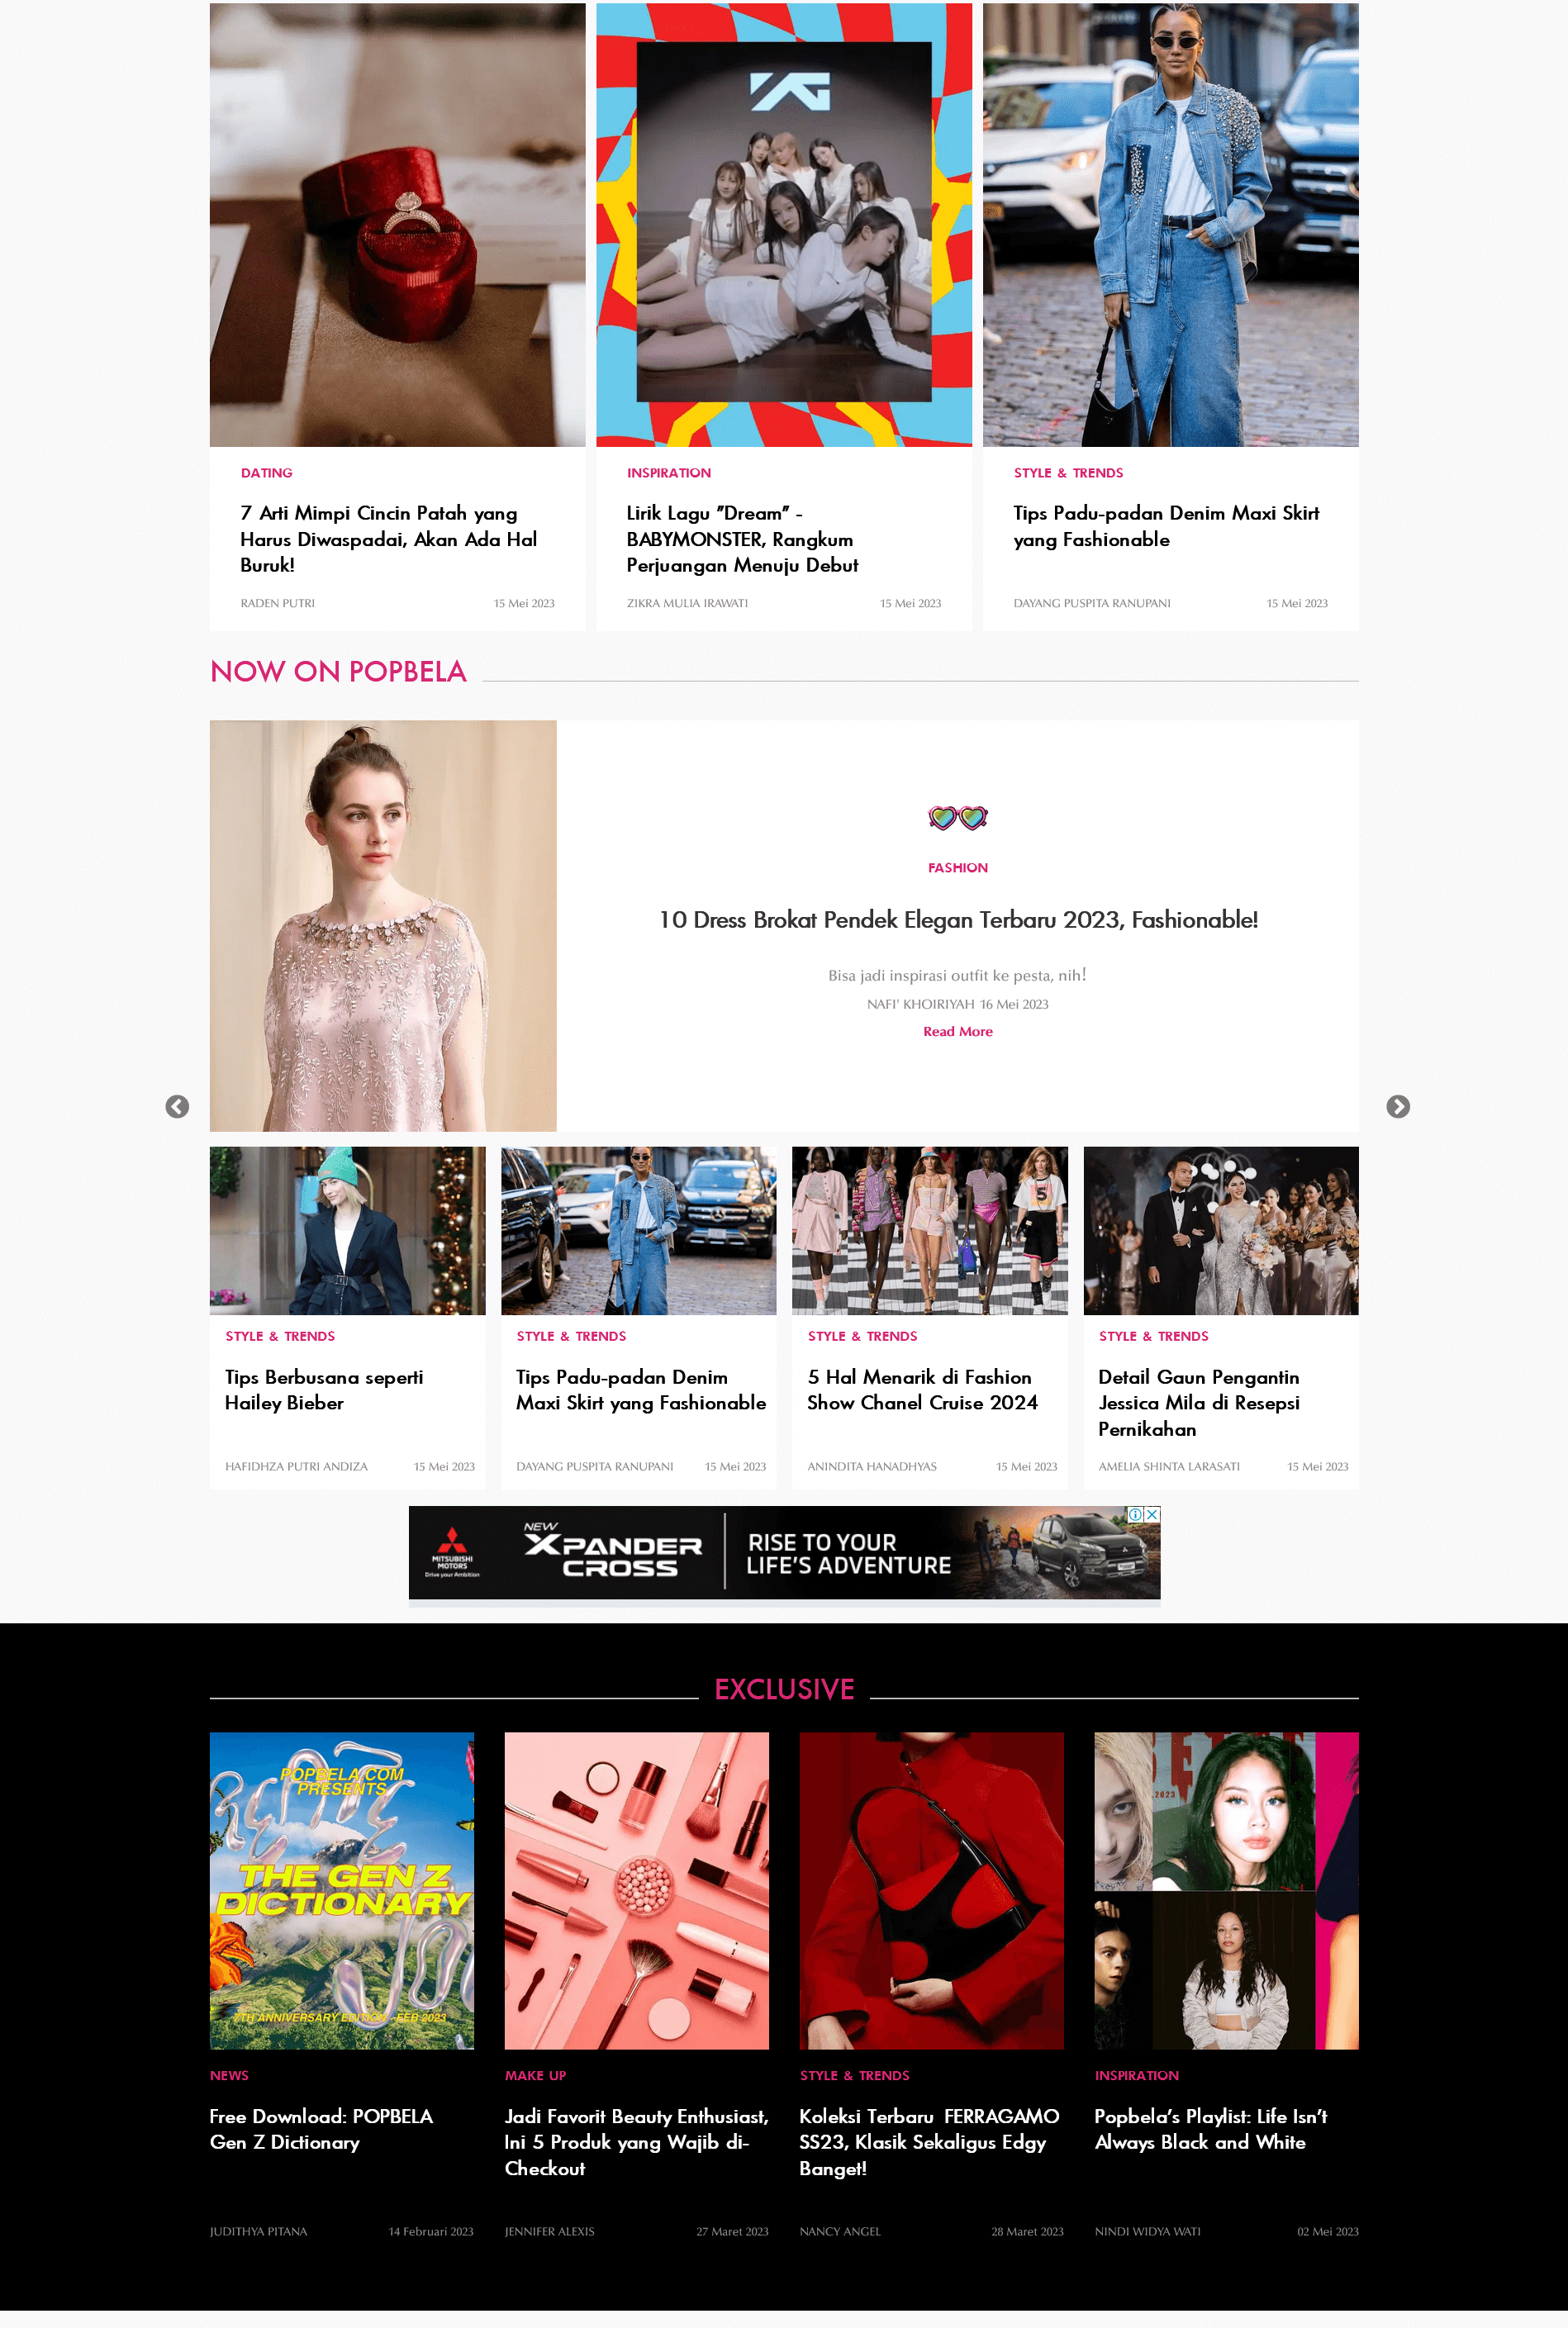 YG
DATING
7 Arti Mimpi Cincin Patah yang
Harus Diwaspadai, Akan Ada Hal
Buruk!
RADEN PUTRI
15 Mei 2023
INSPIRATION
Lirik Lagu "Dream" -
BABYMONSTER, Rangkum
Perjuangan Menuju Debut
ZIKRA MULIA IRAWATI
15 Mei 2023
STYLE & TRENDS
Tips Padu-padan Denim Maxi Skirt
yang Fashionable
DAYANG PUSPITA RANUPANI
15 Mei 2023
NOW ON POPBELA
FASHION
10 Dress Brokat Pendek Elegan Terbaru 2023, Fashionable!
Bisa jadi inspirasi outfit ke pesta, nih!
NAFI' KHOIRIYAH 16 Mei 2023
Read More
STYLE & TRENDS
Tips Berbusana seperti
Hailey Bieber
HAFIDHZA PUTRI ANDIZA
15 Mei 2023
STYLE & TRENDS
Tips Padu-padan Denim
Maxi Skirt yang Fashionable
DAYANG PUSPITA RANUPANI
15 Mei 2023
5
STYLE & TRENDS
5 Hal Menarik di Fashion
Show Chanel Cruise 2024
ANINDITA HANADHYAS
15 Mei 2023
STYLE & TRENDS
Detail Gaun Pengantin
Jessica Mila di Resepsi
Pernikahan
AMELIA SHINTA LARASATI
15 Mei 2023
MITSUBISHI
MOTORS
Drive your Ambition
NEW
XPANDER
CROSS
RISE TO YOUR
LIFE'S ADVENTURE
EXCLUSIVE
POPBELA.COM
PRESENTS
THE GEN Z
DICTIONARY
7TH ANNIVERSARY EDITION - FEB 2023
NEWS
Free Download: POPBELA
Gen Z Dictionary
JUDITHYA PITANA
14 Februari 2023
MAKE UP
Jadi Favorit Beauty Enthusiast,
Ini 5 Produk yang Wajib di-
Checkout
JENNIFER ALEXIS
27 Maret 2023
STYLE & TRENDS
Koleksi Terbaru FERRAGAMO
SS23, Klasik Sekaligus Edgy
Banget!
NANCY ANGEL
28 Maret 2023
.2023
INSPIRATION
Popbela's Playlist: Life Isn't
Always Black and White
NINDI WIDYA WATI
02 Mei 2023